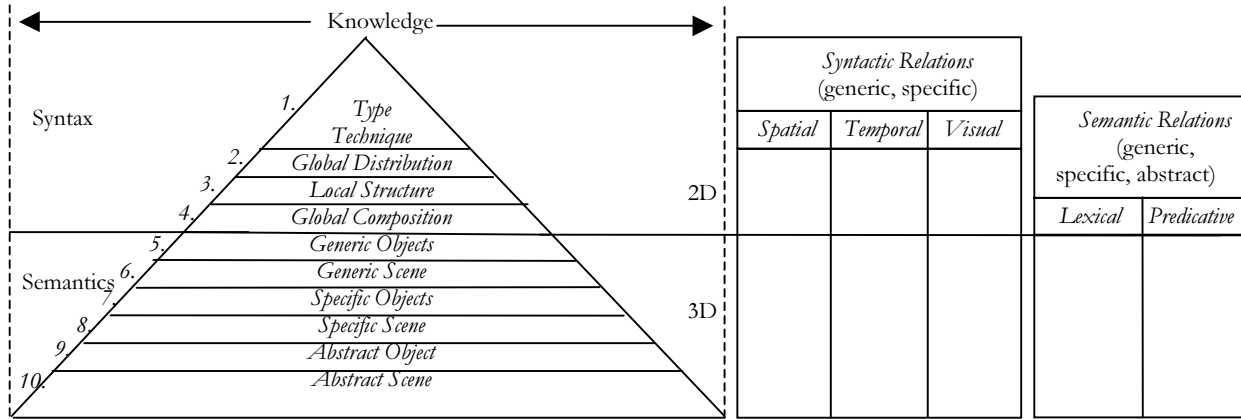 Knowledge
Syntax
1.
Type
Technique
2.
Global Distribution
3.
Local Structure
4.
Global Composition
5.
Generic Objects
Semantics
6.
Generic Scene
7.
Specific Objects
8.
Specific Scene
9.
Abstract Object
10.
Abstract Scene
2D
3D
Syntactic Relations
(generic, specific)
Spatial Temporal Visual
Semantic Relations
(generic,
specific, abstract)
Lexical Predicative